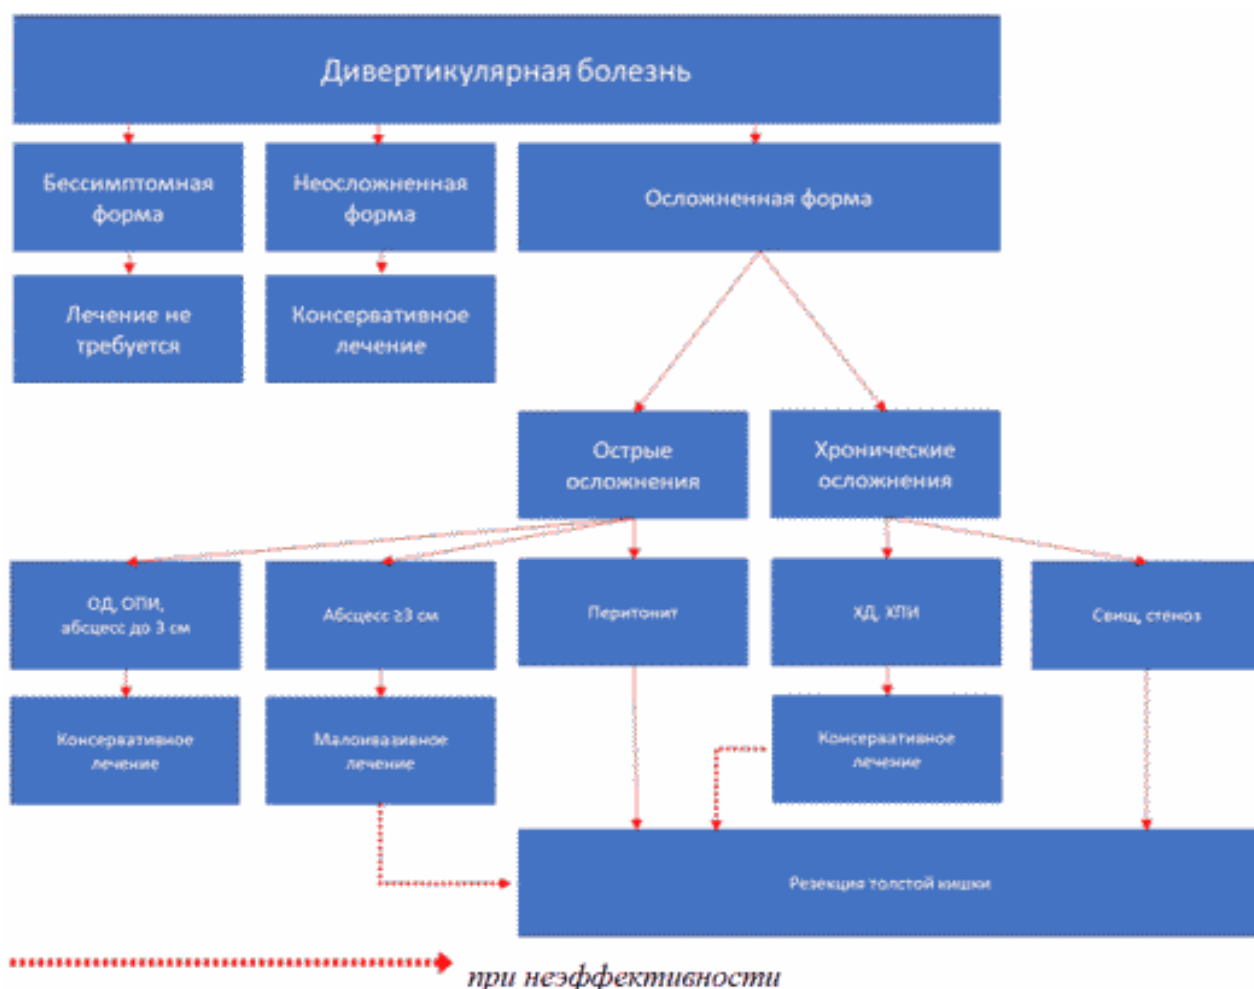 Дивертикулярная болезнь
Бессимптомная
форма
Неосложненная
форма
Осложненная форма
Лечение не
требуется
Консервативное
лечение
Острые
осложнения
Хронические
осложнения
ОД, ОПИ,
абсцесс до 3 см
Абсцесс ≥3 см
Перитонит
ХД, ХПИ
Свищ, стеноз
Консервативное
лечение
Малоивазивное
лечение
Консервативное
лечение
Резекция толстой кишки
при неэффективности